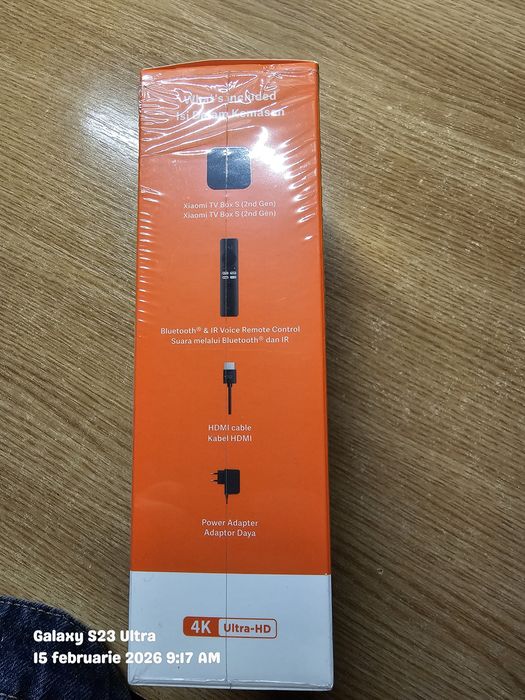 What's included
Isi Dalam Kemasan
Xiaomi TV Box S (2nd Gen)
Xiaomi TV Box S (2nd Gen)
Bluetooth® & IR Voice Remote Control
Suara melalui Bluetooth® dan IR
HDMI cable
Kabel HDMI
Power Adapter
Adaptor Daya
4K Ultra-HD
Galaxy S23 Ultra
15 februarie 2026 9:17 AM